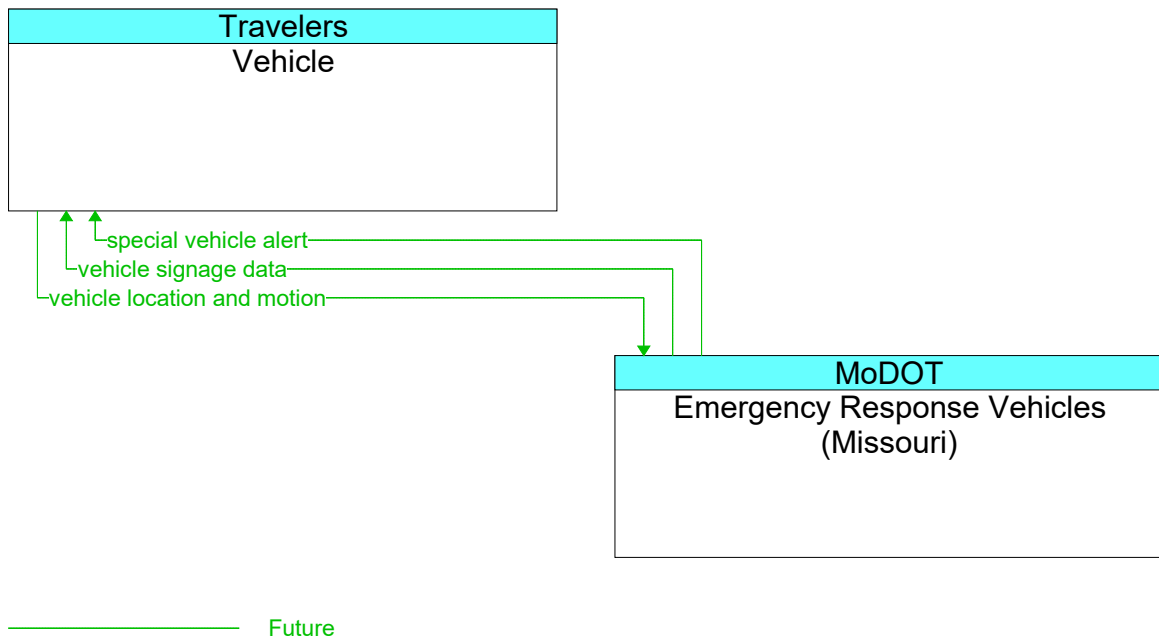 Travelers
Vehicle
special vehicle alert
vehicle signage data
vehicle location and motion
MoDOT
Emergency Response Vehicles
(Missouri)
Future